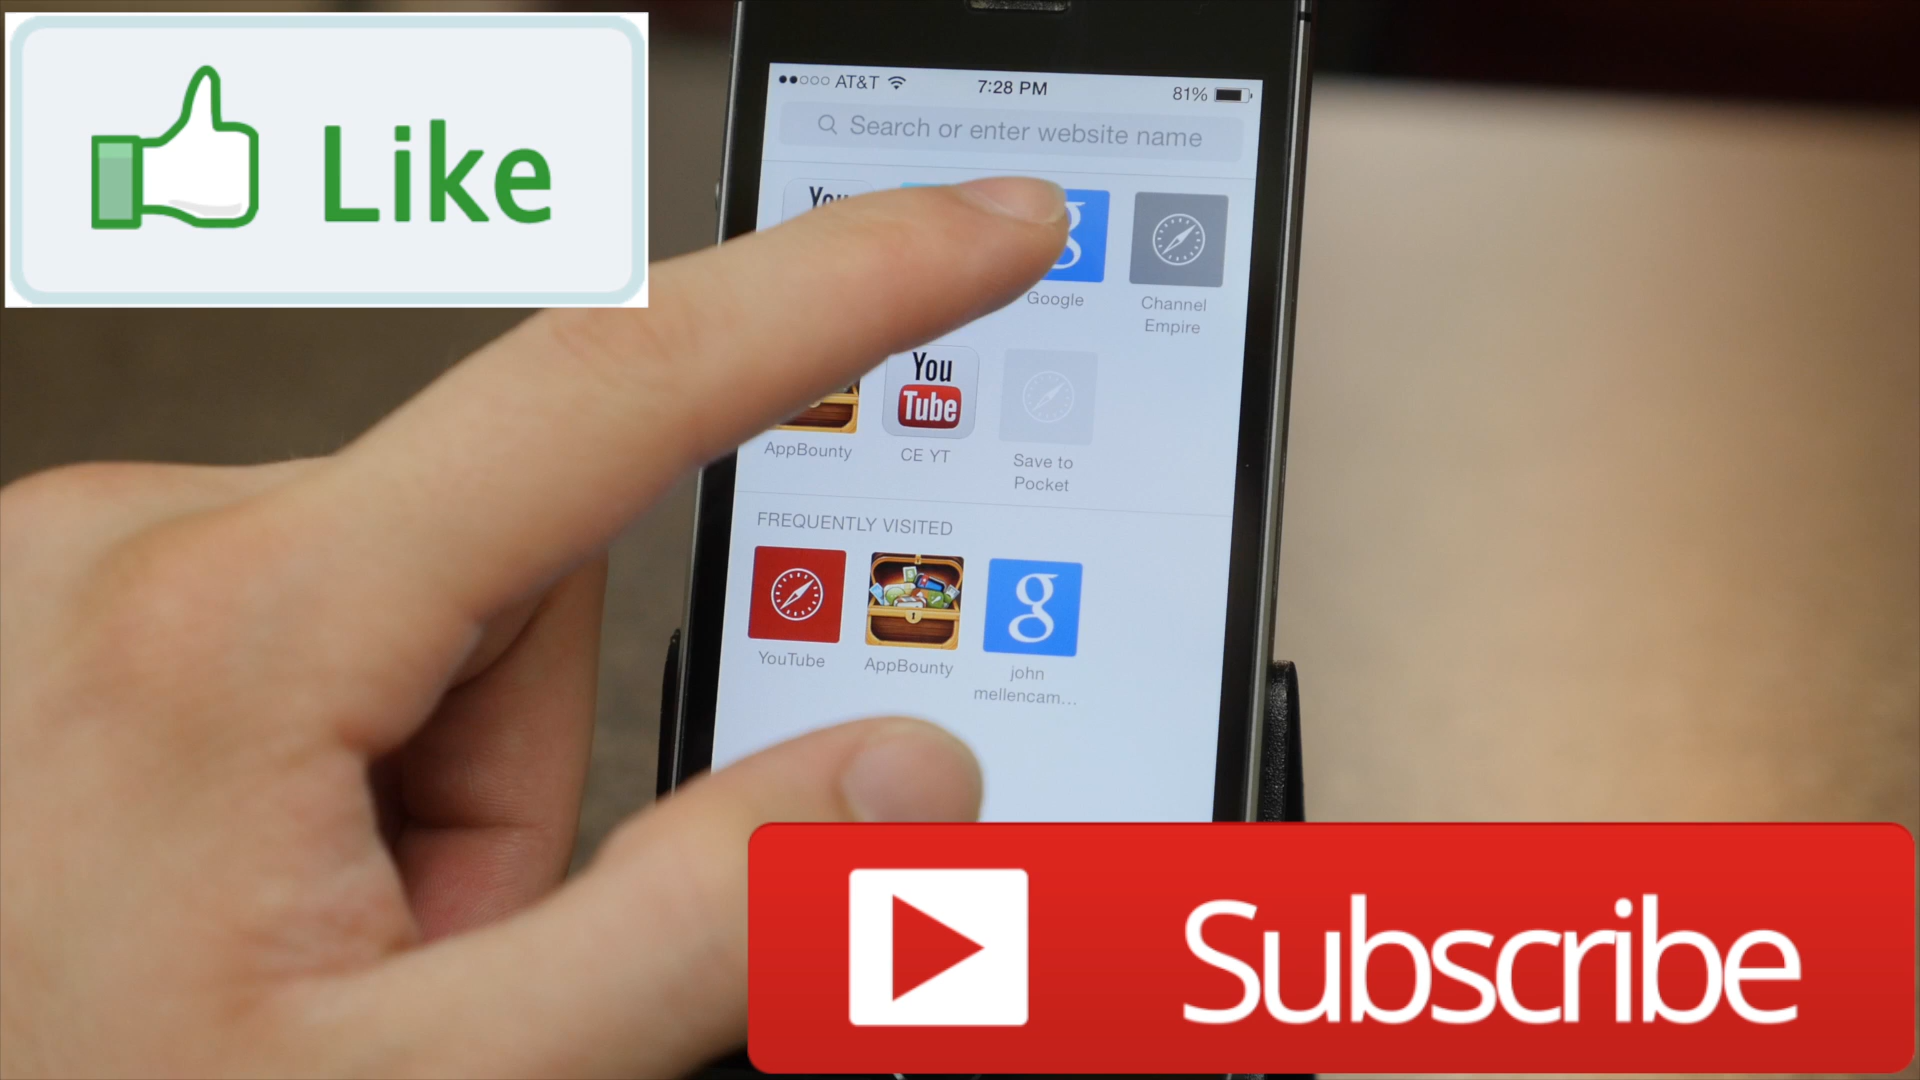 Like
AT&T 7:28 PM 81%
Search or enter website name
You
g
Google
Channel
Empire
You
Tube
AppBounty
CE YT
Save to
Pocket
FREQUENTLY VISITED
g
YouTube
AppBounty
john
mellencam...
Subscribe